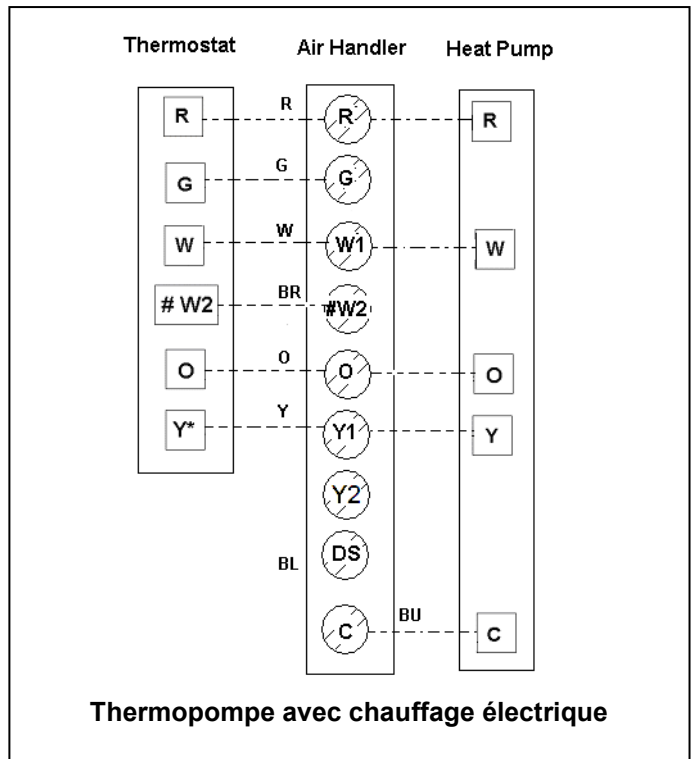 Thermostat Air Handler Heat Pump
R R R R
G G G
W W W1 W
# W2 BR #W2
O O O O
Y* Y Y1 Y
Y2
BL DS
C BU C
Thermopompe avec chauffage électrique